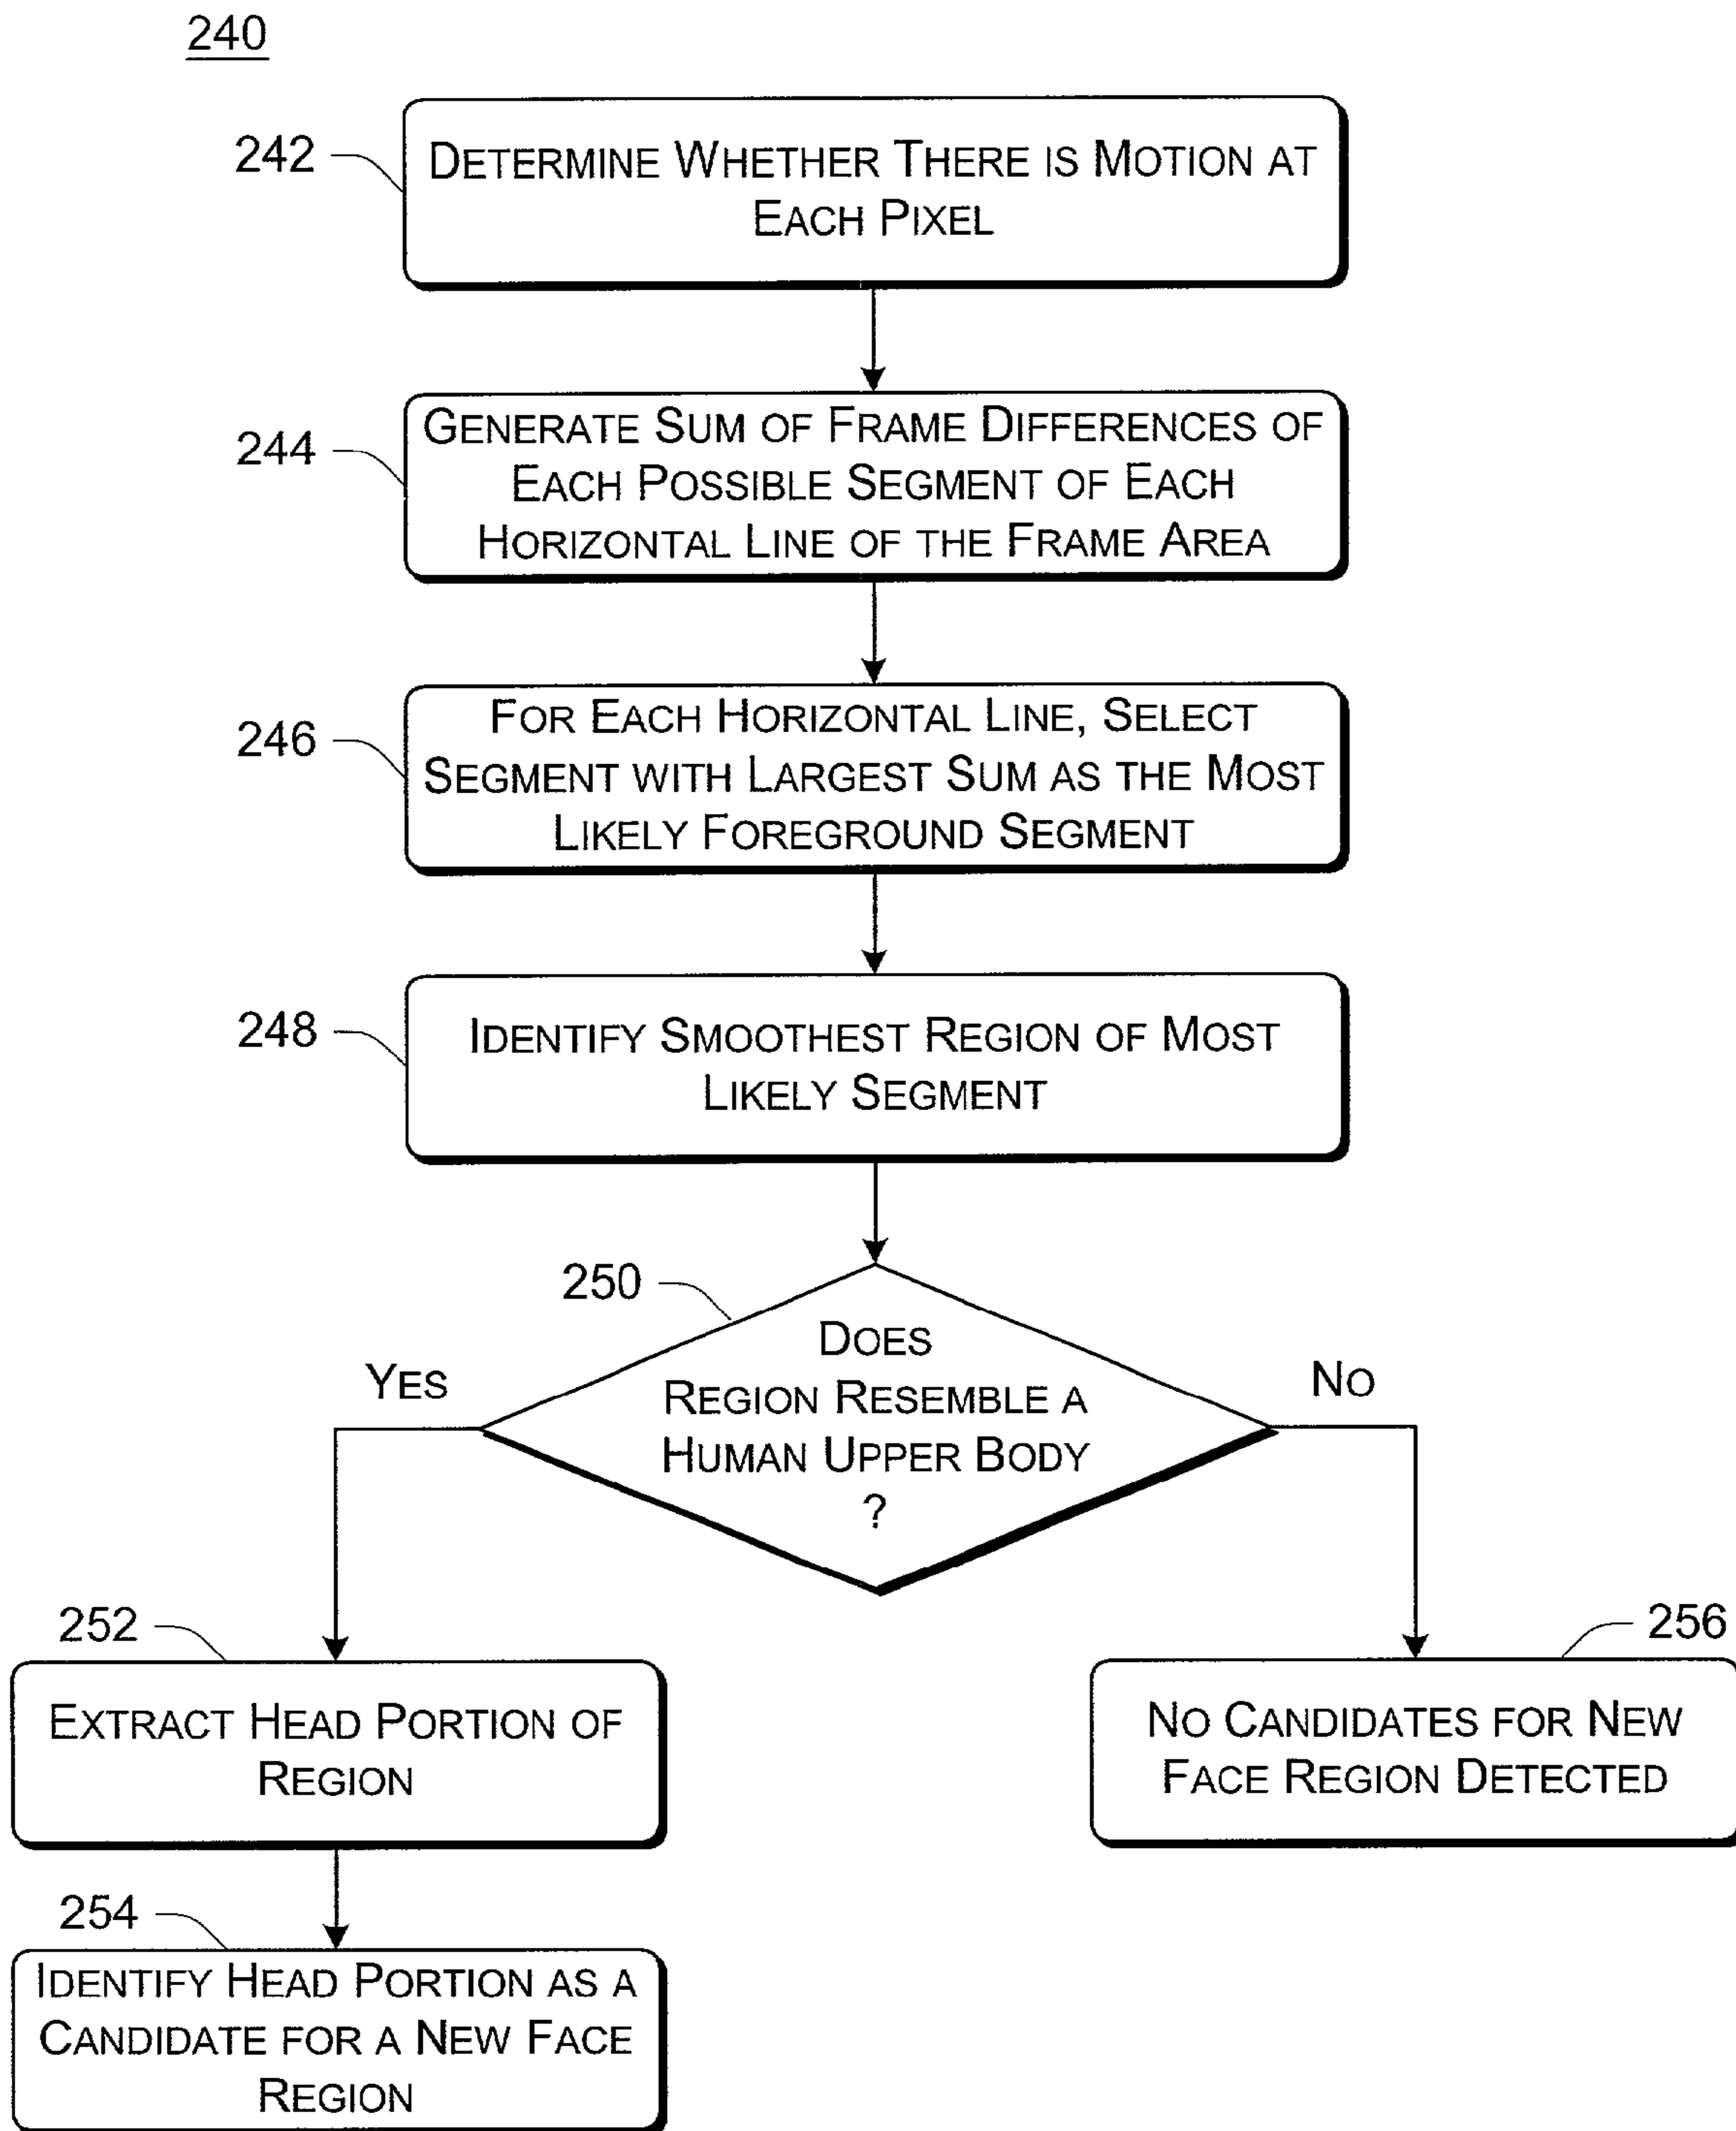 240
242
DETERMINE WHETHER THERE IS MOTION AT
EACH PIXEL
244
GENERATE SUM OF FRAME DIFFERENCES OF
EACH POSSIBLE SEGMENT OF EACH
HORIZONTAL LINE OF THE FRAME AREA
246
FOR EACH HORIZONTAL LINE, SELECT
SEGMENT WITH LARGEST SUM AS THE MOST
LIKELY FOREGROUND SEGMENT
248
IDENTIFY SMOOTHEST REGION OF MOST
LIKELY SEGMENT
250
DOES
REGION RESEMBLE A
HUMAN UPPER BODY
?
YES
NO
252
EXTRACT HEAD PORTION OF
REGION
254
IDENTIFY HEAD PORTION AS A
CANDIDATE FOR A NEW FACE
REGION
256
NO CANDIDATES FOR NEW
FACE REGION DETECTED